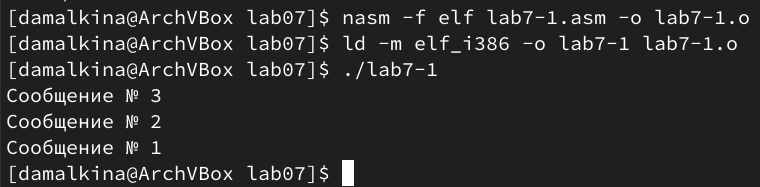 [damalkina@ArchVBox lab07]$ nasm -f elf lab7-1.asm -o lab7-1.o
[damalkina@ArchVBox lab07]$ ld -m elf_i386 -o lab7-1 lab7-1.o
[damalkina@ArchVBox lab07]$ ./lab7-1
Сообщение № 3
Сообщение № 2
Сообщение № 1
[damalkina@ArchVBox lab07]$